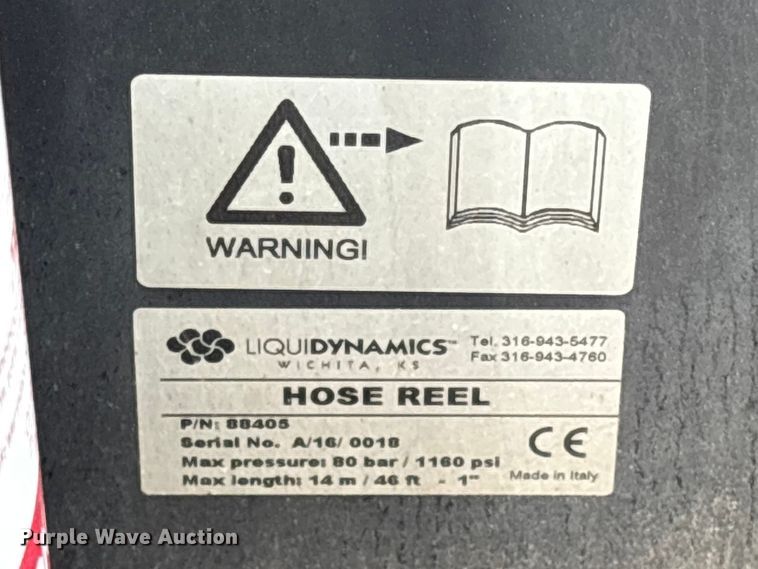 WARNING!
LIQUIDYNAMICS™ Tel. 316-943-5477
WICHITA, KS Fax 316-943-4760
HOSE REEL
P/N: 88405
Serial No. A/16/ 0018
CE
Max pressure: 80 bar / 1160 psi
Made in Italy
Max length: 14 m / 46 ft - 1"
Purple Wave Auction